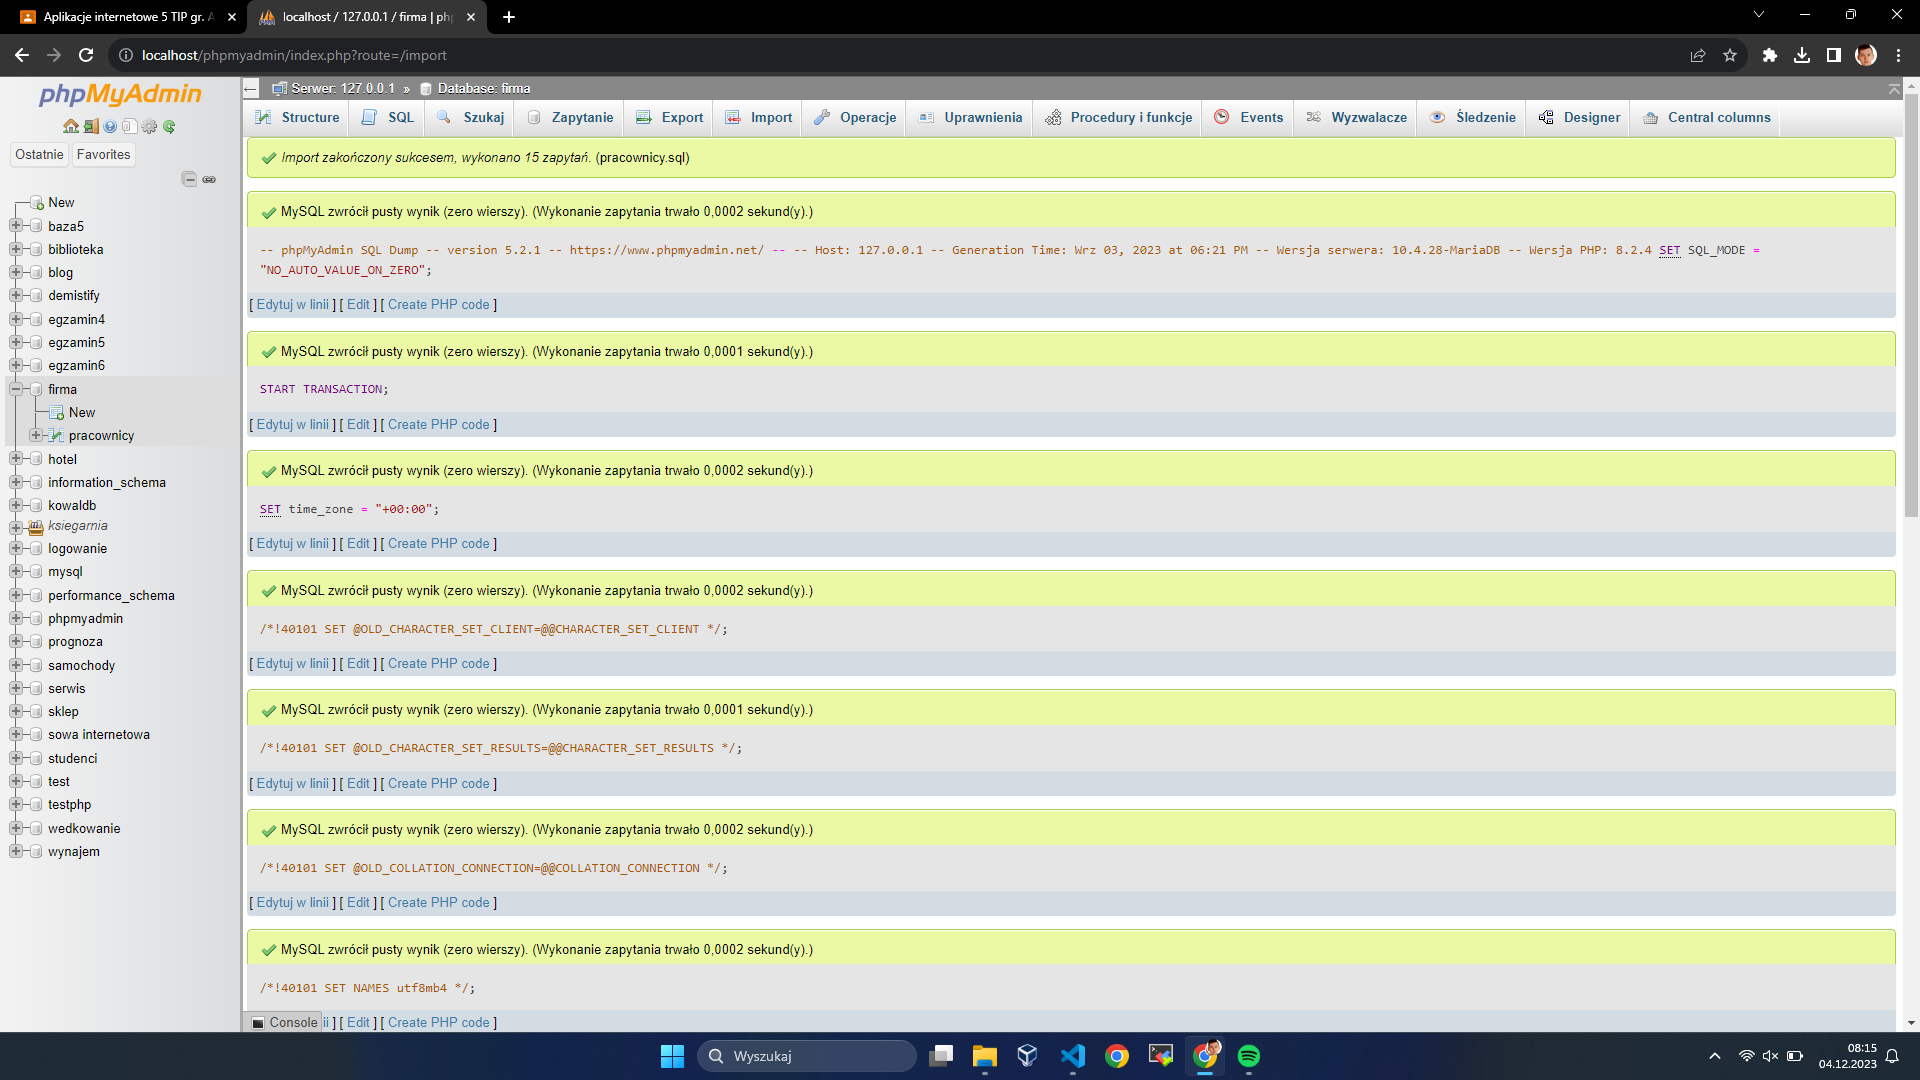 Aplikacje internetowe 5 TIP gr. A
localhost / 127.0.0.1 / firma | php
localhost/phpmyadmin/index.php?route=/import
phpMyAdmin
Ostatnie
Favorites
New
baza5
biblioteka
blog
demistify
egzamin4
egzamin5
egzamin6
firma
New
pracownicy
hotel
information_schema
kowaldb
ksiegarnia
logowanie
mysql
performance_schema
phpmyadmin
prognoza
samochody
serwis
sklep
sowa internetowa
studenci
test
testphp
wedkowanie
wynajem
Serwer: 127.0.0.1 » Database: firma
Structure SQL Szukaj Zapytanie Export Import Operacje Uprawnienia Procedury i funkcje Events Wyzwalacze Śledzenie Designer Central columns
Import zakończony sukcesem, wykonano 15 zapytań. (pracownicy.sql)
MySQL zwrócił pusty wynik (zero wierszy). (Wykonanie zapytania trwało 0,0002 sekund(y).)
-- phpMyAdmin SQL Dump -- version 5.2.1 -- https://www.phpmyadmin.net/ -- -- Host: 127.0.0.1 -- Generation Time: Wrz 03, 2023 at 06:21 PM -- Wersja serwera: 10.4.28-MariaDB -- Wersja PHP: 8.2.4 SET SQL_MODE =
"NO_AUTO_VALUE_ON_ZERO";
[ Edytuj w linii ] [ Edit ] [ Create PHP code ]
MySQL zwrócił pusty wynik (zero wierszy). (Wykonanie zapytania trwało 0,0001 sekund(y).)
START TRANSACTION;
[ Edytuj w linii ] [ Edit ] [ Create PHP code ]
MySQL zwrócił pusty wynik (zero wierszy). (Wykonanie zapytania trwało 0,0002 sekund(y).)
SET time_zone = "+00:00";
[ Edytuj w linii ] [ Edit ] [ Create PHP code ]
MySQL zwrócił pusty wynik (zero wierszy). (Wykonanie zapytania trwało 0,0002 sekund(y).)
/*!40101 SET @OLD_CHARACTER_SET_CLIENT=@@CHARACTER_SET_CLIENT */;
[ Edytuj w linii ] [ Edit ] [ Create PHP code ]
MySQL zwrócił pusty wynik (zero wierszy). (Wykonanie zapytania trwało 0,0001 sekund(y).)
/*!40101 SET @OLD_CHARACTER_SET_RESULTS=@@CHARACTER_SET_RESULTS */;
[ Edytuj w linii ] [ Edit ] [ Create PHP code ]
MySQL zwrócił pusty wynik (zero wierszy). (Wykonanie zapytania trwało 0,0002 sekund(y).)
/*!40101 SET @OLD_COLLATION_CONNECTION=@@COLLATION_CONNECTION */;
[ Edytuj w linii ] [ Edit ] [ Create PHP code ]
MySQL zwrócił pusty wynik (zero wierszy). (Wykonanie zapytania trwało 0,0002 sekund(y).)
/*!40101 SET NAMES utf8mb4 */;
Console ii ] [ Edit ] [ Create PHP code ]
Wyszukaj
08:15
04.12.2023